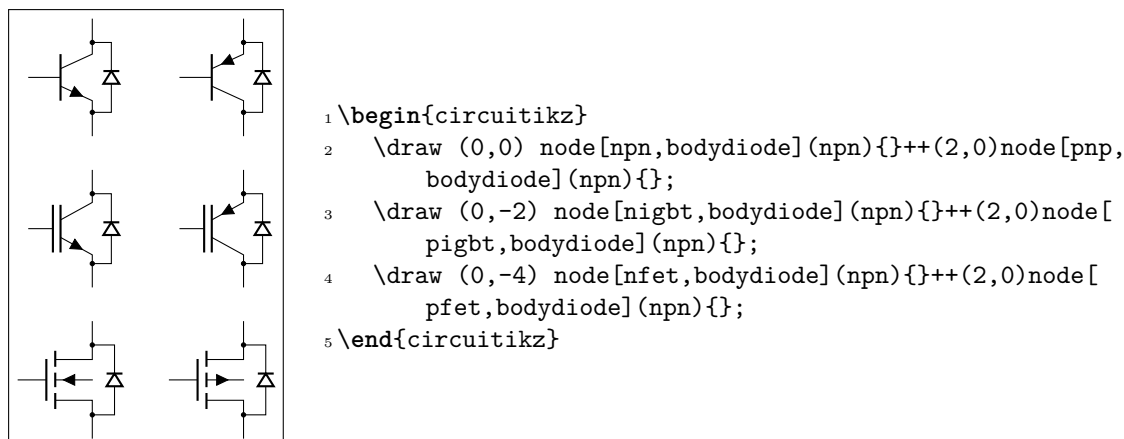 1 \begin{circuitikz}
2 \draw (0,0) node[npn,bodydiode](npn){}++(2,0)node[pnp,
bodydiode](npn){};
3 \draw (0,-2) node[nigbt,bodydiode](npn){}++(2,0)node[
pigbt,bodydiode](npn){};
4 \draw (0,-4) node[nfet,bodydiode](npn){}++(2,0)node[
pfet,bodydiode](npn){};
5 \end{circuitikz}